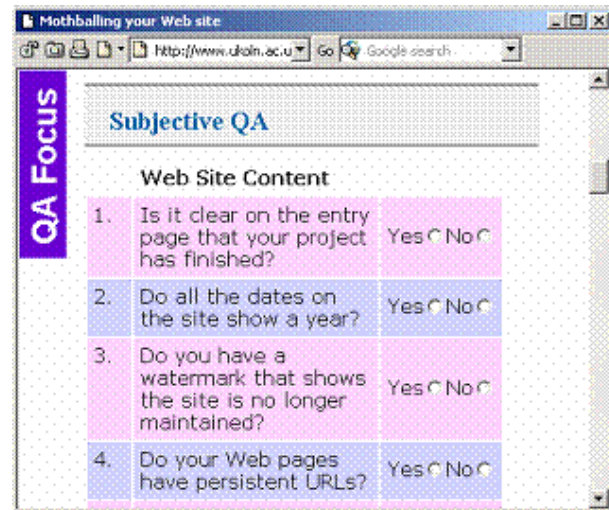 Mothballing your Web site
http://www.ukoln.ac.u Go Google search
QA Focus
Subjective QA
Web Site Content
1. Is it clear on the entry
page that your project
has finished?
Yes No
2. Do all the dates on
the site show a year?
Yes No
3. Do you have a
watermark that shows
the site is no longer
maintained?
Yes No
4. Do your Web pages
have persistent URLs?
Yes No